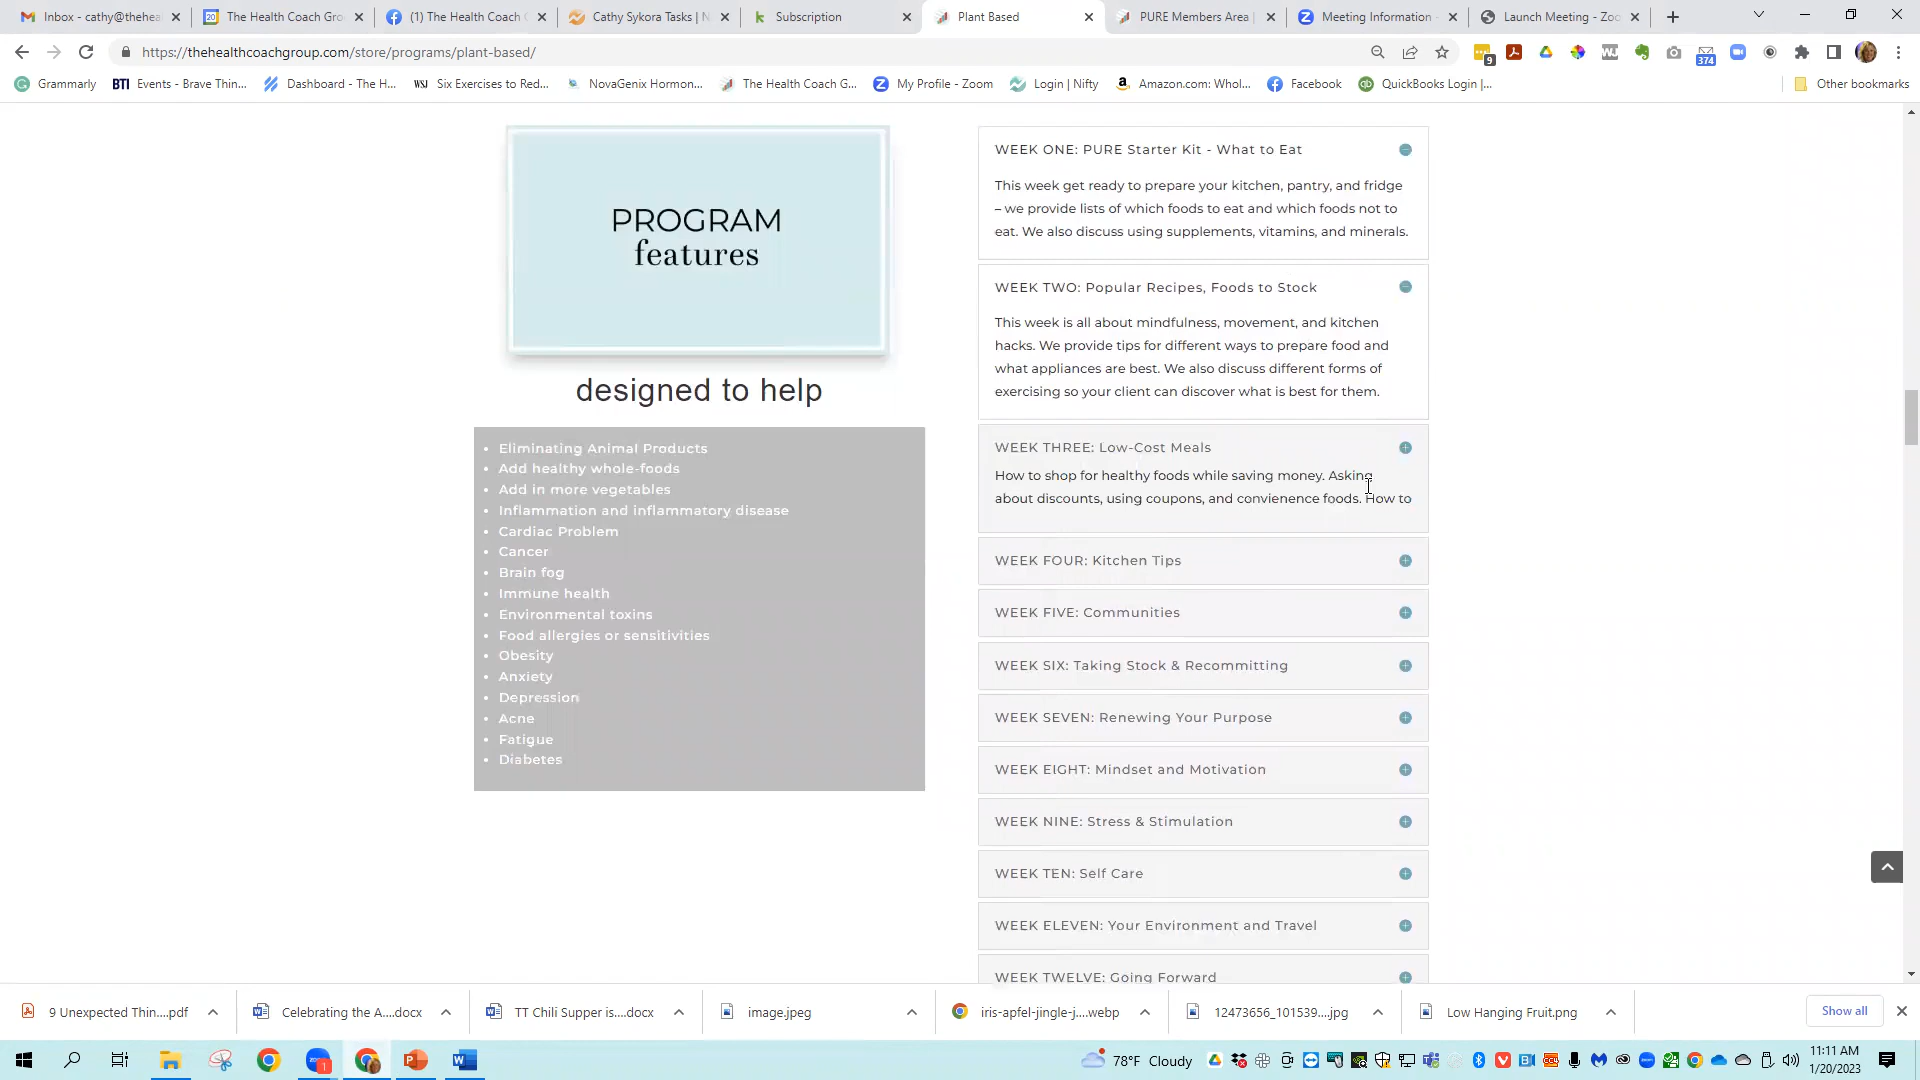 Inbox - cathy@thehea
The Health Coach Gro
(1) The Health Coach
Cathy Sykora Tasks | N
Subscription
Plant Based
PURE Members Area |
Meeting Information -
Launch Meeting - Zoo
https://thehealthcoachgroup.com/store/programs/plant-based/
9
374
Grammarly
BTI Events - Brave Thin...
Dashboard - The H...
WSJ Six Exercises to Red...
NovaGenix Hormon...
The Health Coach G...
My Profile - Zoom
Login | Nifty
Amazon.com: Whol...
Facebook
QuickBooks Login |...
Other bookmarks
PROGRAM
features
designed to help
• Eliminating Animal Products
• Add healthy whole-foods
• Add in more vegetables
• Inflammation and inflammatory disease
• Cardiac Problem
• Cancer
• Brain fog
• Immune health
• Environmental toxins
• Food allergies or sensitivities
• Obesity
• Anxiety
• Depression
• Acne
• Fatigue
• Diabetes
WEEK ONE: PURE Starter Kit - What to Eat
This week get ready to prepare your kitchen, pantry, and fridge
– we provide lists of which foods to eat and which foods not to
eat. We also discuss using supplements, vitamins, and minerals.
WEEK TWO: Popular Recipes, Foods to Stock
This week is all about mindfulness, movement, and kitchen
hacks. We provide tips for different ways to prepare food and
what appliances are best. We also discuss different forms of
exercising so your client can discover what is best for them.
WEEK THREE: Low-Cost Meals
How to shop for healthy foods while saving money. Asking
about discounts, using coupons, and convienence foods. How to
WEEK FOUR: Kitchen Tips
WEEK FIVE: Communities
WEEK SIX: Taking Stock & Recommitting
WEEK SEVEN: Renewing Your Purpose
WEEK EIGHT: Mindset and Motivation
WEEK NINE: Stress & Stimulation
WEEK TEN: Self Care
WEEK ELEVEN: Your Environment and Travel
WEEK TWELVE: Going Forward
9 Unexpected Thin....pdf
Celebrating the A....docx
TT Chili Supper is....docx
image.jpeg
iris-apfel-jingle-j....webp
12473656_101539....jpg
Low Hanging Fruit.png
Show all
78°F Cloudy
11:11 AM
1/20/2023